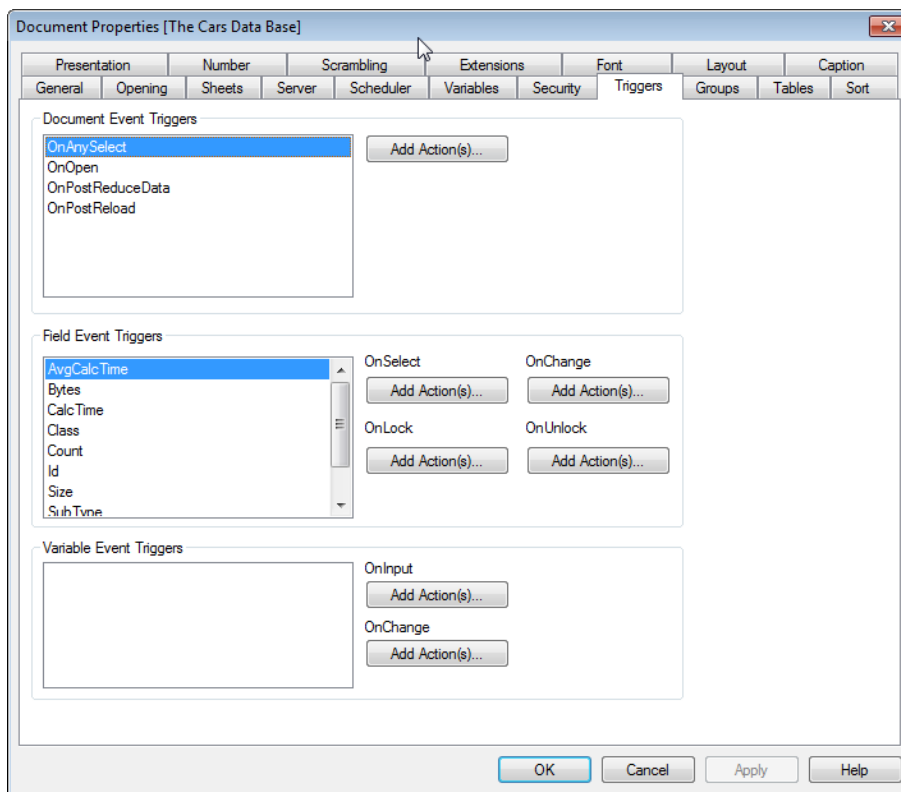 Document Properties [The Cars Data Base]
Presentation Number Scrambling Extensions Font Layout Caption
General Opening Sheets Server Scheduler Variables Security Triggers Groups Tables Sort
Document Event Triggers
OnAnySelect
Add Action(s)...
OnOpen
OnPostReduceData
OnPostReload
Field Event Triggers
AvgCalcTime
Bytes
CalcTime
Class
Count
Id
Size
SubType
OnSelect OnChange
Add Action(s)... Add Action(s)...
OnLock OnUnlock
Add Action(s)... Add Action(s)...
Variable Event Triggers
OnInput
Add Action(s)...
OnChange
Add Action(s)...
OK Cancel Apply Help